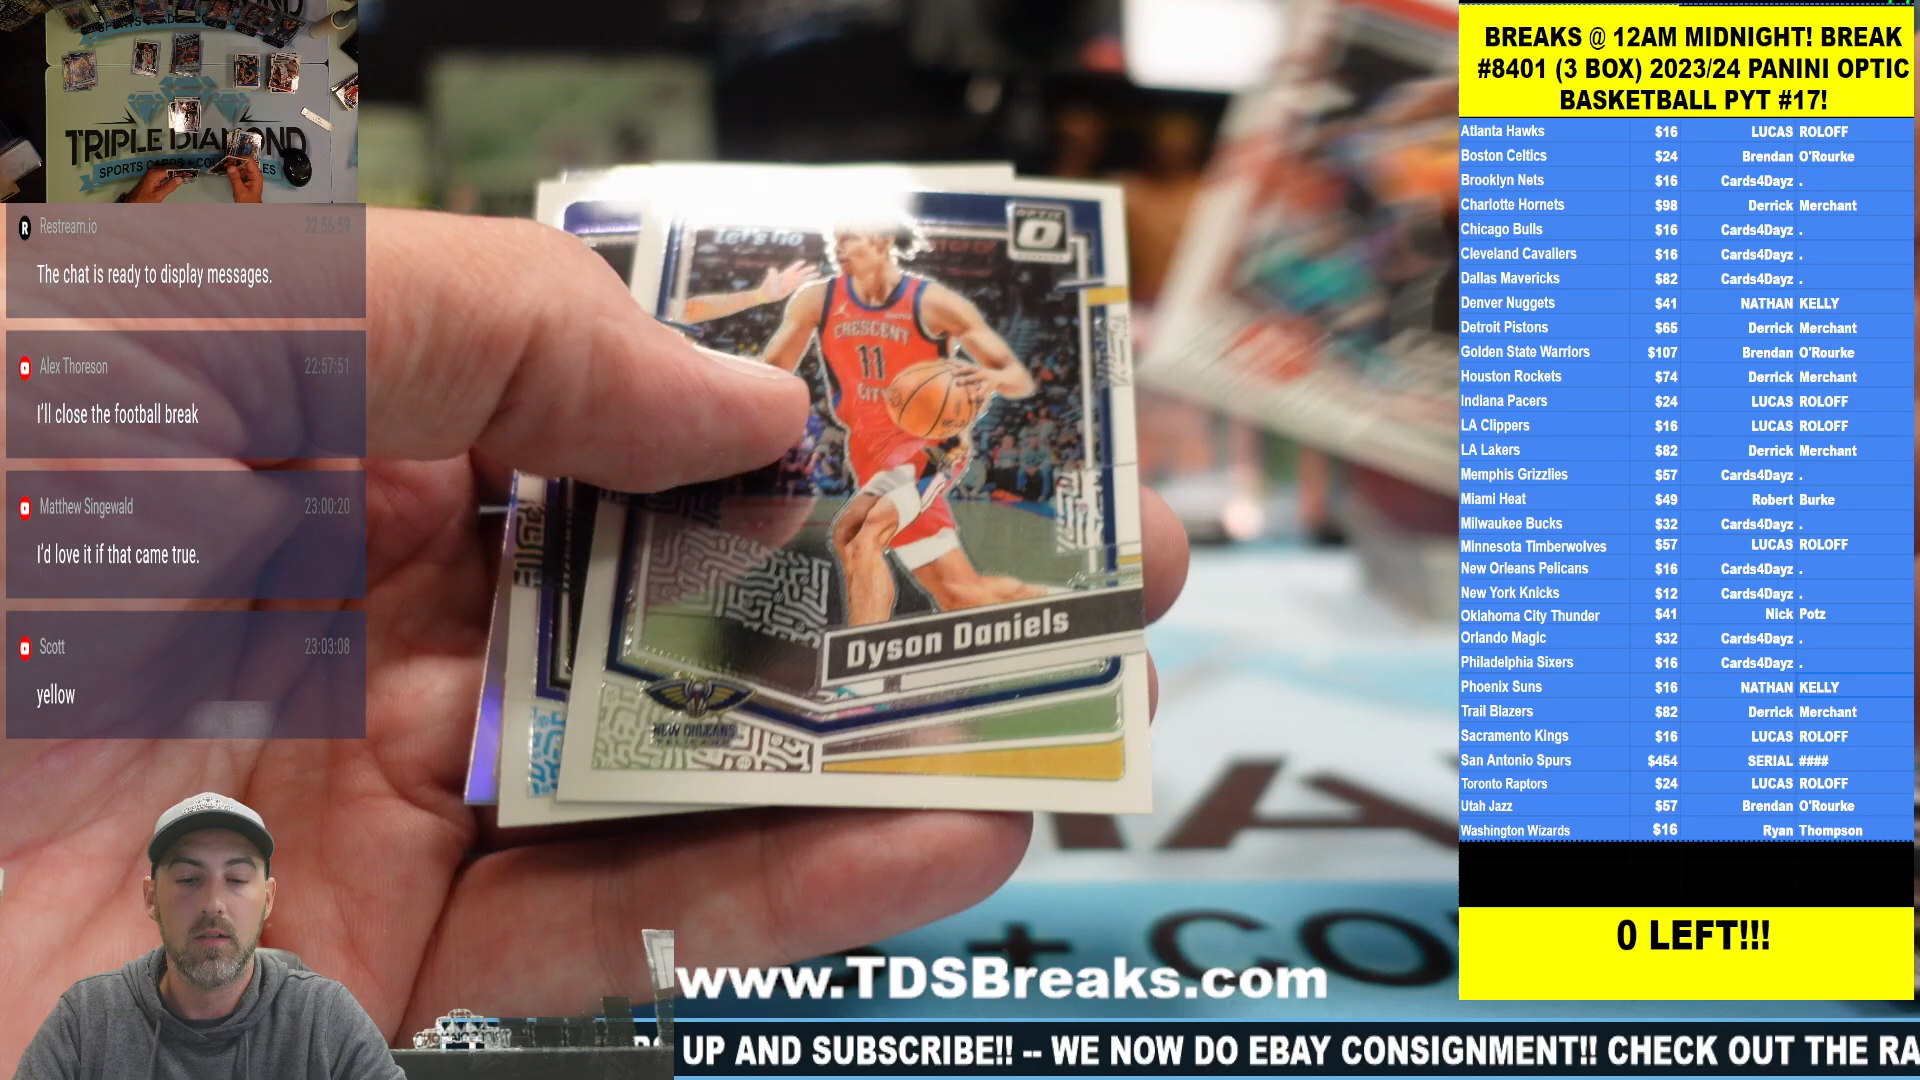 TRIPLE DIAMOND
Restream.io 22:56:59
The chat is ready to display messages.
Alex Thoreson 22:57:51
I'll close the football break
Matthew Singewald 23:00:20
I'd love it if that came true.
Scott 23:03:08
yellow
Let's Go
OPTIC
CRESCENT
11
CITY
Dyson Daniels
NEW ORLEANS
PELICANS
+ CO
www.TDSBreaks.com
UP AND SUBSCRIBE!! -- WE NOW DO EBAY CONSIGNMENT!! CHECK OUT THE RA
BREAKS @ 12AM MIDNIGHT! BREAK
#8401 (3 BOX) 2023/24 PANINI OPTIC
BASKETBALL PYT #17!
Atlanta Hawks $16 LUCAS ROLOFF
Boston Celtics $24 Brendan O'Rourke
Brooklyn Nets $16 Cards4Dayz .
Charlotte Hornets $98 Derrick Merchant
Chicago Bulls $16 Cards4Dayz .
Cleveland Cavallers $16 Cards4Dayz .
Dallas Mavericks $82 Cards4Dayz .
Denver Nuggets $41 NATHAN KELLY
Detroit Pistons $65 Derrick Merchant
Golden State Warriors $107 Brendan O'Rourke
Houston Rockets $74 Derrick Merchant
Indiana Pacers $24 LUCAS ROLOFF
LA Clippers $16 LUCAS ROLOFF
LA Lakers $82 Derrick Merchant
Memphis Grizzlies $57 Cards4Dayz .
Miami Heat $49 Robert Burke
Milwaukee Bucks $32 Cards4Dayz .
Minnesota Timberwolves $57 LUCAS ROLOFF
New Orleans Pelicans $16 Cards4Dayz .
New York Knicks $12 Cards4Dayz .
Oklahoma City Thunder $41 Nick Potz
Orlando Magic $32 Cards4Dayz .
Philadelphia Sixers $16 Cards4Dayz .
Phoenix Suns $16 NATHAN KELLY
Trail Blazers $82 Derrick Merchant
Sacramento Kings $16 LUCAS ROLOFF
San Antonio Spurs $454 SERIAL ####
Toronto Raptors $24 LUCAS ROLOFF
Utah Jazz $57 Brendan O'Rourke
Washington Wizards $16 Ryan Thompson
0 LEFT!!!